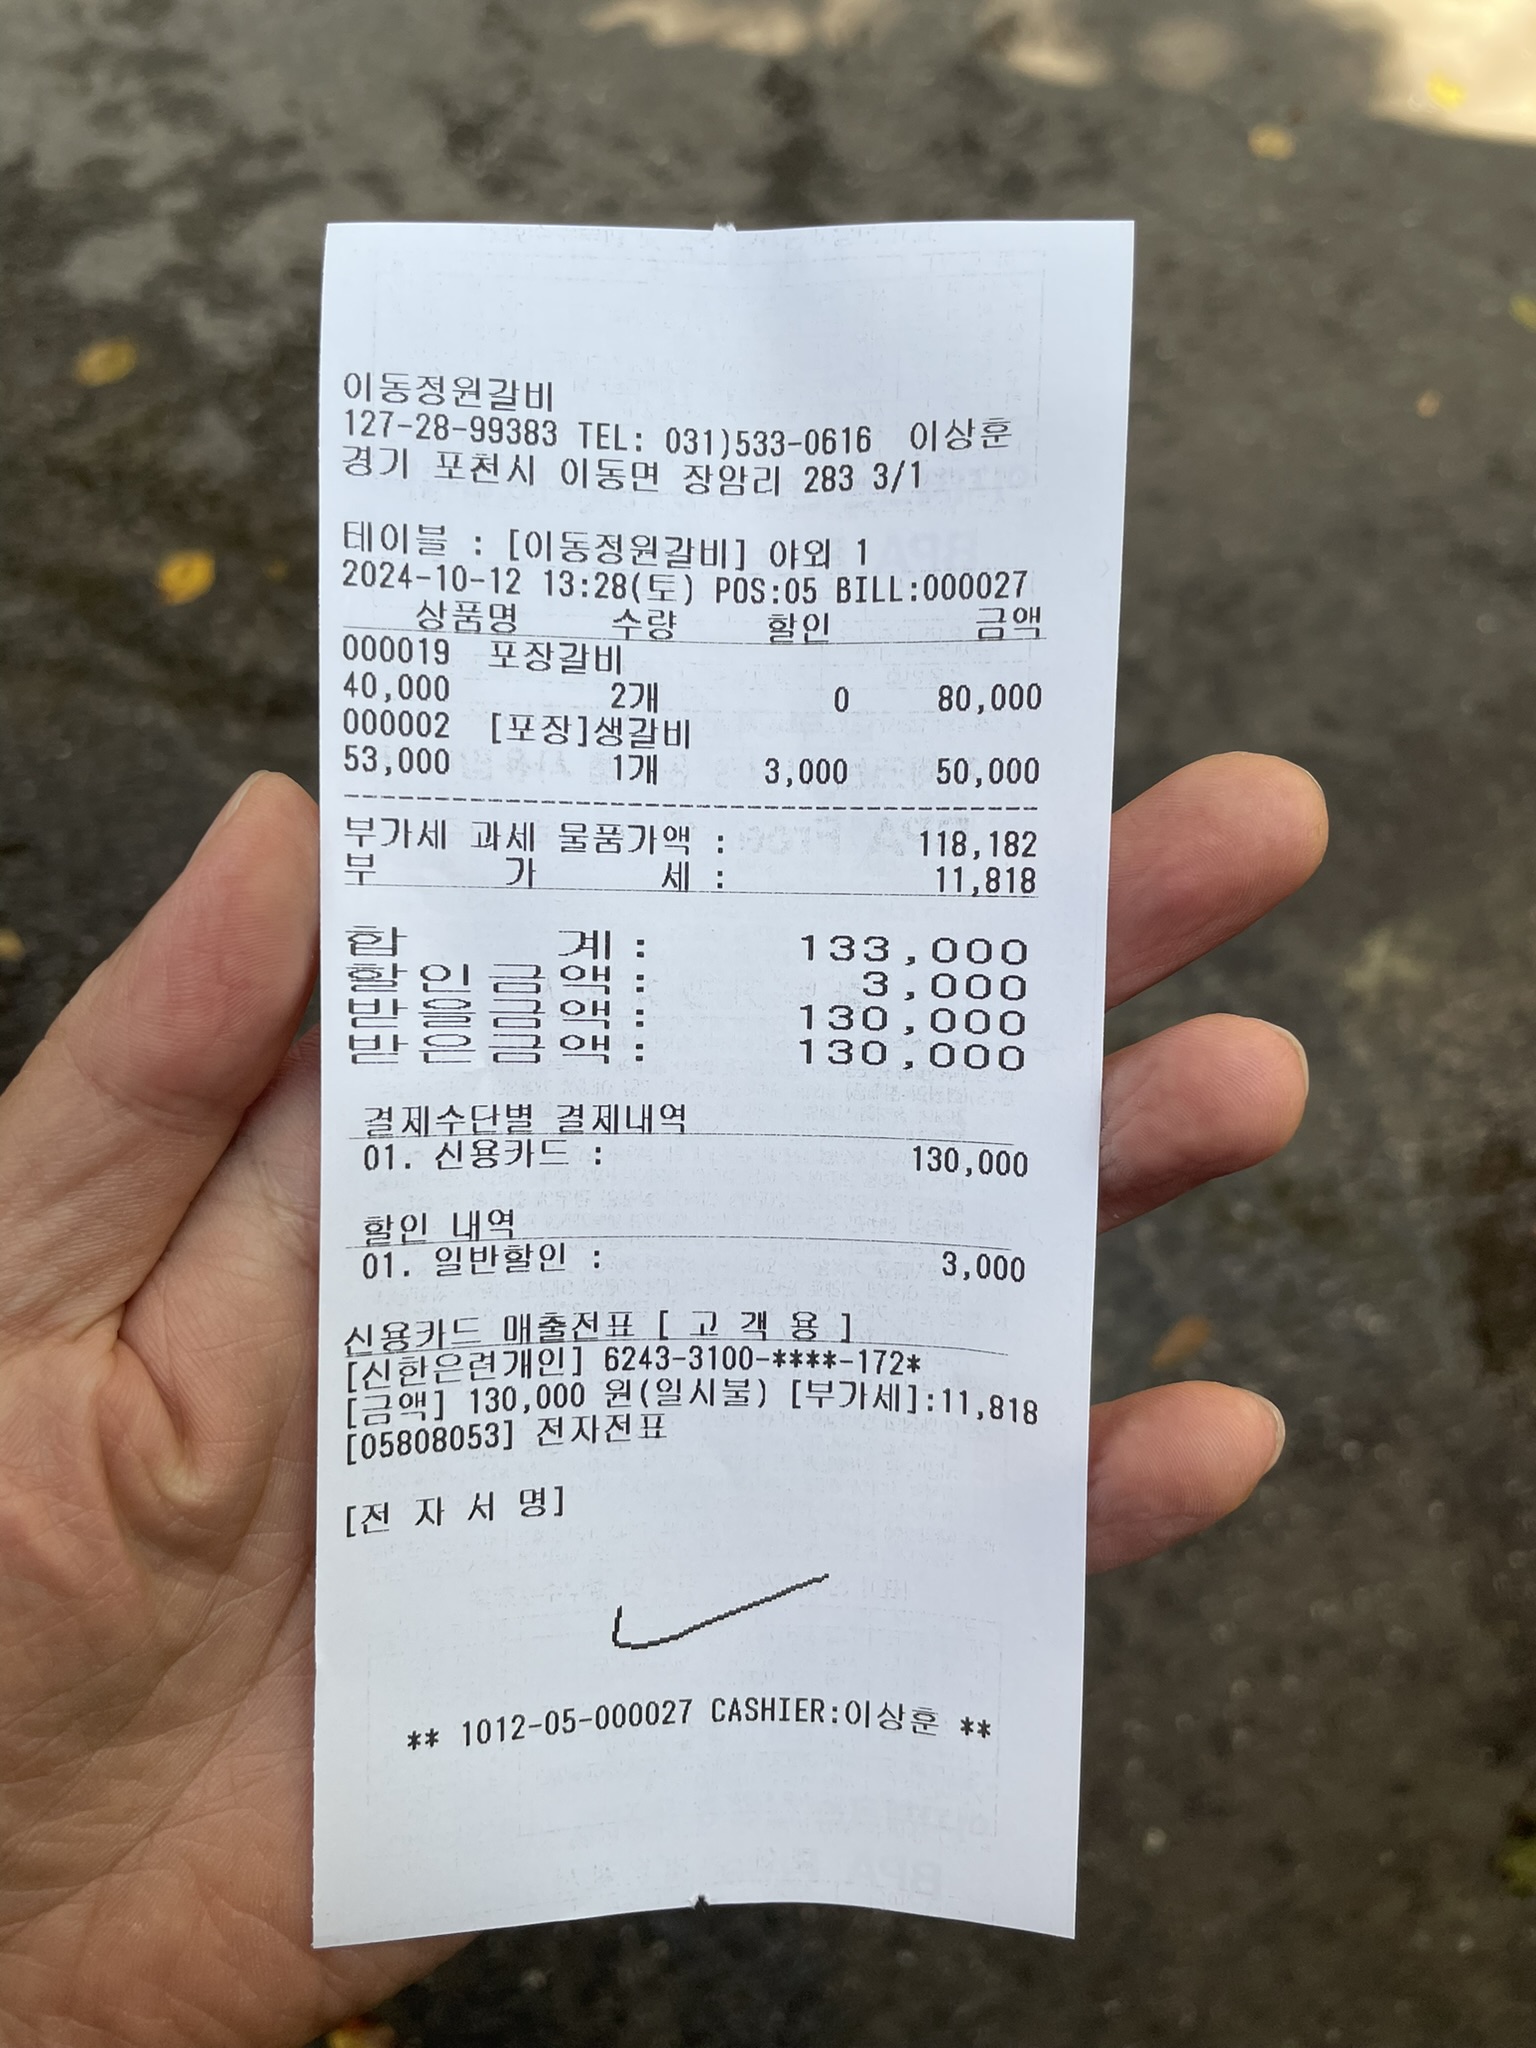 이동정원갈비
127-28-99383 TEL: 031)533-0616 이상훈
경기 포천시 이동면 장암리 283 3/1
테이블 : [이동정원갈비] 야외 1
2024-10-12 13:28(토) POS:05 BILL:000027
상품명 수량 할인 금액
000019 포장갈비
40,000 2개 0 80,000
000002 [포장]생갈비
53,000 1개 3,000 50,000
부가세 과세 물품가액 : 118,182
부 가 세 : 11,818
합 계 : 133,000
할인금액 : 3,000
받을금액 : 130,000
받은금액 : 130,000
결제수단별 결제내역
01. 신용카드 : 130,000
할인 내역
01. 일반할인 : 3,000
신용카드 매출전표 [ 고 객 용 ]
[신한은련개인] 6243-3100-****-172*
[금액] 130,000 원(일시불) [부가세]:11,818
[05808053] 전자전표
[전 자 서 명]
** 1012-05-000027 CASHIER:이상훈 **